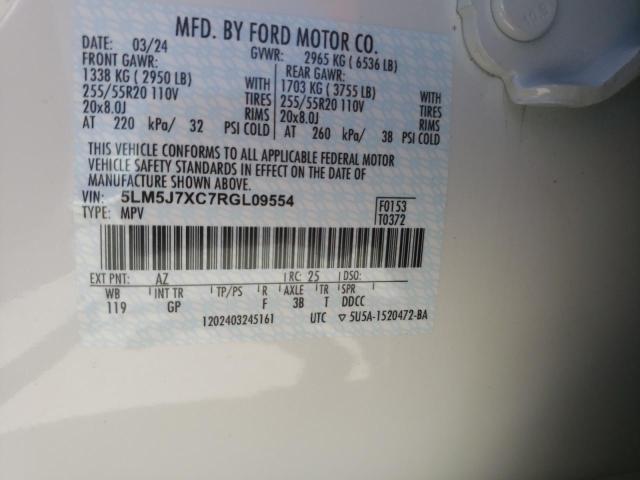 MFD. BY FORD MOTOR CO.
DATE: 03/24 GVWR: 2965 KG ( 6536 LB)
FRONT GAWR: REAR GAWR:
1338 KG ( 2950 LB) 1703 KG ( 3755 LB)
255/55R20 110V TIRES 255/55R20 110V TIRES
20x8.0J RIMS 20x8.0J RIMS
AT 220 kPa/ 32 PSI COLD AT 260 kPa/ 38 PSI COLD
THIS VEHICLE CONFORMS TO ALL APPLICABLE FEDERAL MOTOR
VEHICLE SAFETY STANDARDS IN EFFECT ON THE DATE OF
MANUFACTURE SHOWN ABOVE.
VIN: 5LM5J7XC7RGL09554 F0153
TYPE: MPV T0372
EXT PNT: AZ RC: 25 DSO:
WB INT TR TP/PS R AXLE TR SPR
119 GP F 3B T DDCC
1202403245161 UTC ▽ 5U5A-1520472-BA